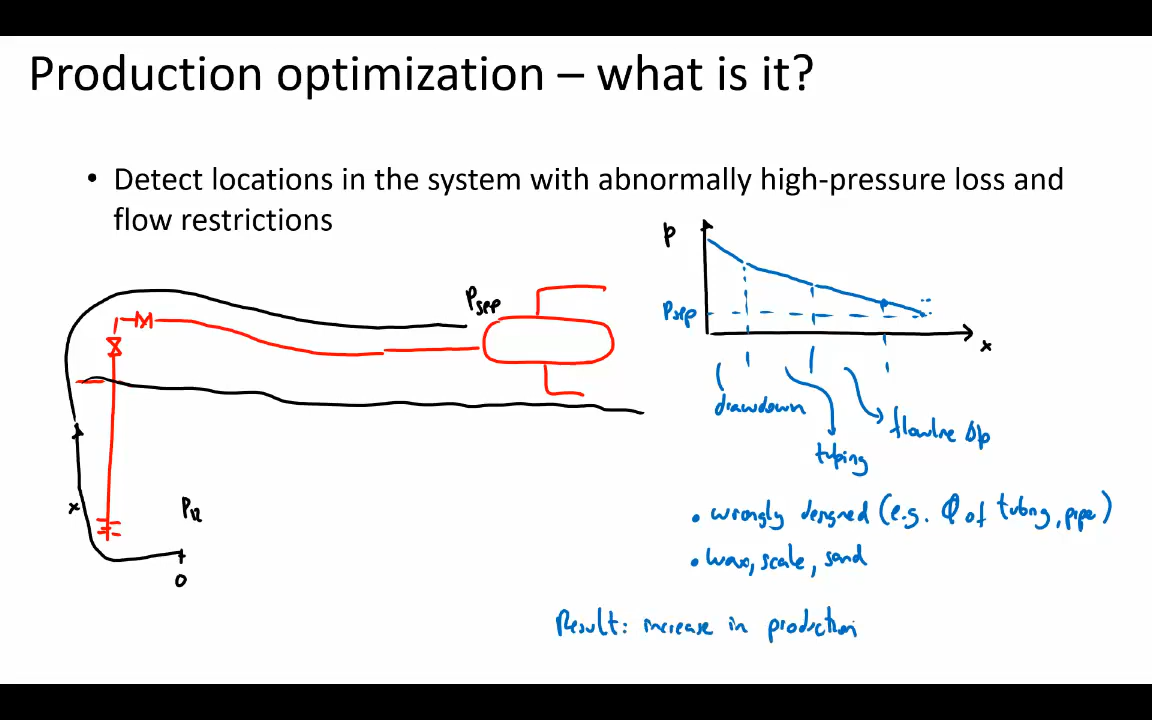 Production optimization – what is it?
• Detect locations in the system with abnormally high-pressure loss and
flow restrictions
p
Psep
Psep
x
drawdown
tubing
flowline Δp
x
PR
0
• wrongly designed (e.g. Φ of tubing, pipe)
• wax, scale, sand
Result: increase in production